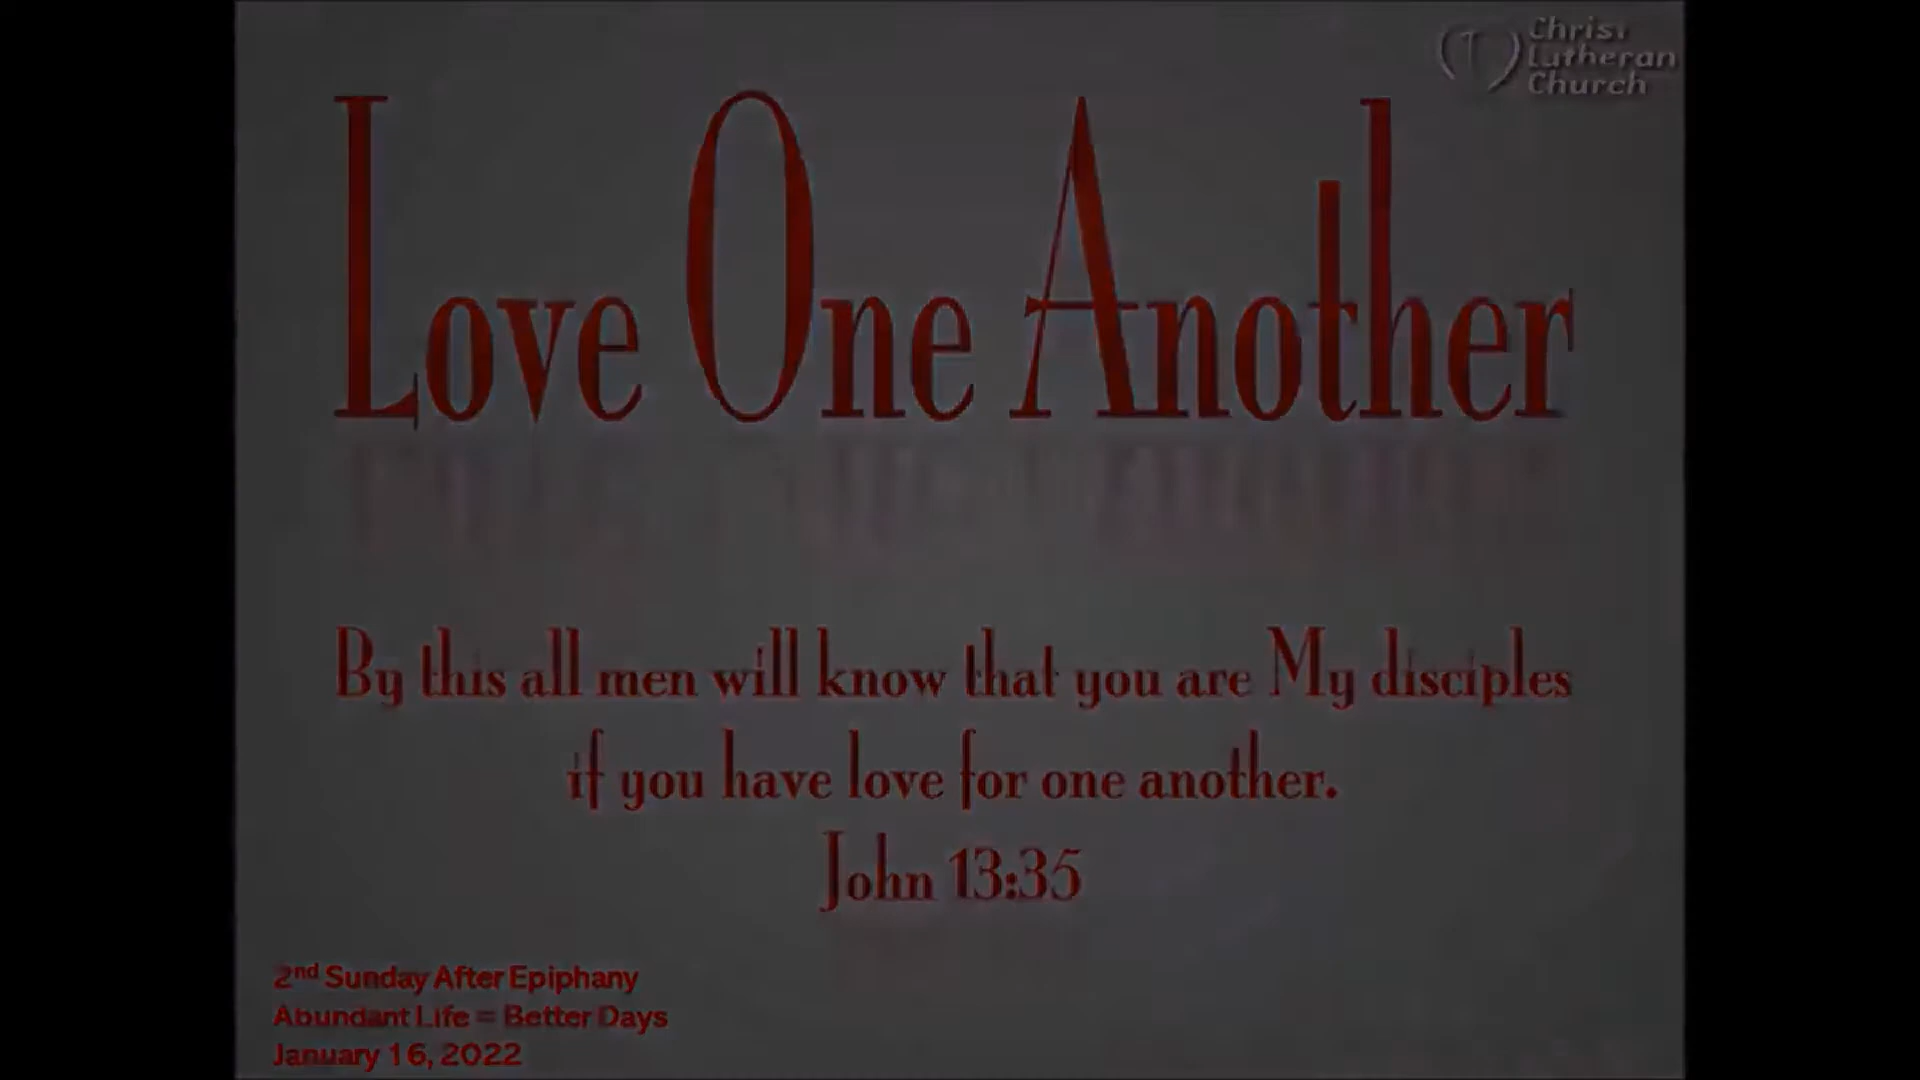 Christ
Lutheran
Church
Love One Another
By this all men will know that you are My disciples
if you have love for one another.
John 13:35
2nd Sunday After Epiphany
Abundant Life = Better Days
January 16, 2022